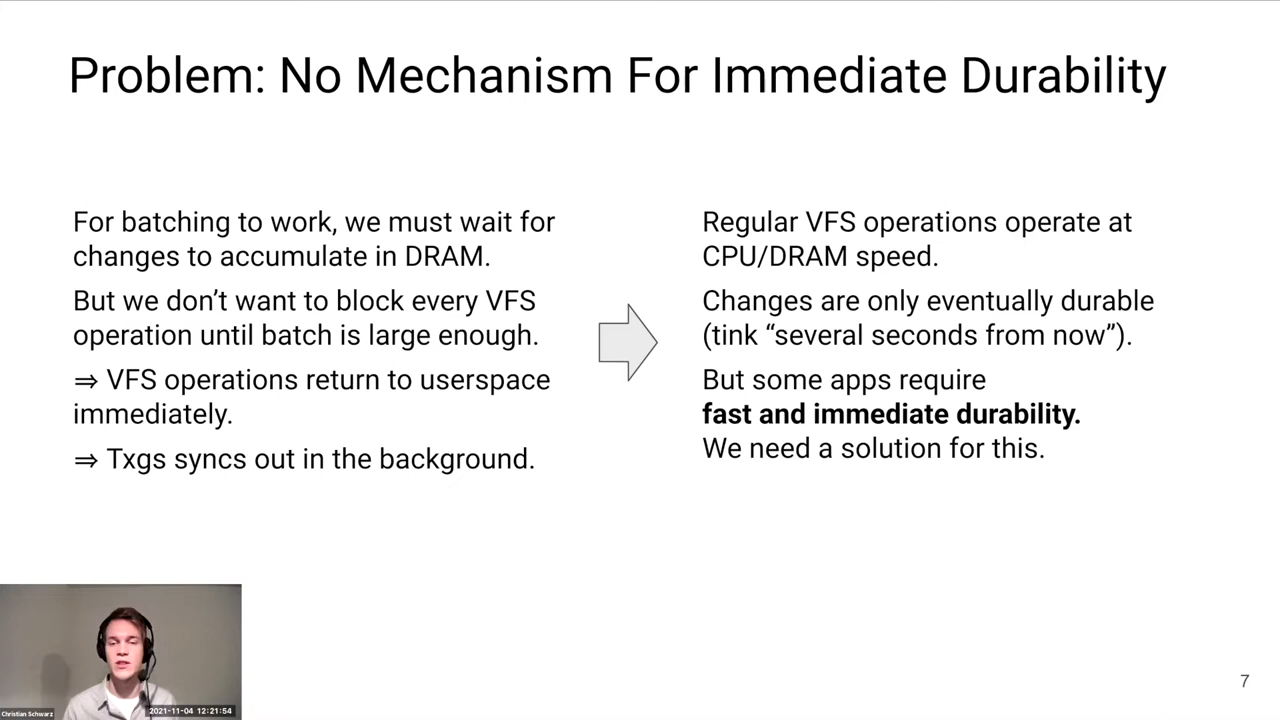 Problem: No Mechanism For Immediate Durability
For batching to work, we must wait for
changes to accumulate in DRAM.
But we don’t want to block every VFS
operation until batch is large enough.
⇒ VFS operations return to userspace
immediately.
⇒ Txgs syncs out in the background.
Regular VFS operations operate at
CPU/DRAM speed.
Changes are only eventually durable
(tink “several seconds from now”).
But some apps require
fast and immediate durability.
We need a solution for this.
Christian Schwarz
2021-11-04 12:21:54
7